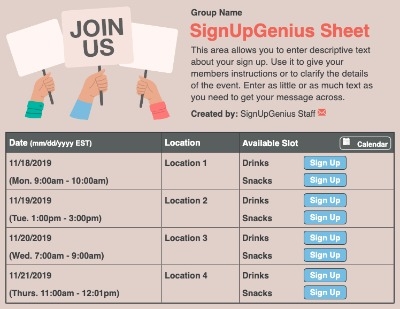 JOIN
US
Group Name
SignUpGenius Sheet
This area allows you to enter descriptive text
about your sign up. Use it to give your
members instructions or to clarify the details
of the event. Enter as little or as much text as
you need to get your message across.
Created by: SignUpGenius Staff
Date (mm/dd/yyy EST) Location Available Slot Calendar
11/18/2019 Location 1 Drinks Sign Up
(Mon. 9:00am - 10:00am) Snacks Sign Up
11/19/2019 Location 2 Drinks Sign Up
(Tue. 1:00pm - 3:00pm) Snacks Sign Up
11/20/2019 Location 3 Drinks Sign Up
(Wed. 7:00am - 9:00am) Snacks Sign Up
11/21/2019 Location 4 Drinks Sign Up
(Thurs. 11:00am - 12:01pm) Snacks Sign Up